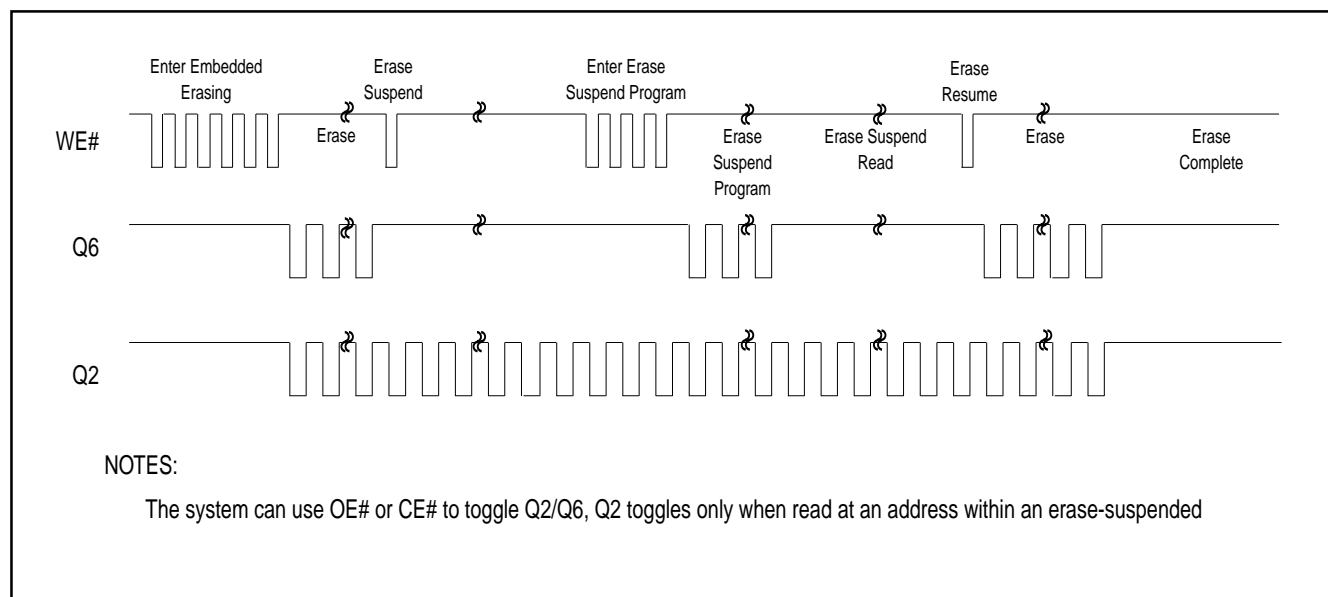 Enter Embedded
Erasing
Erase
Suspend
Enter Erase
Suspend Program
Erase
Resume
WE#
Erase
Erase
Suspend
Program
Erase Suspend
Read
Erase
Erase
Complete
Q6
Q2
NOTES:
The system can use OE# or CE# to toggle Q2/Q6, Q2 toggles only when read at an address within an erase-suspended